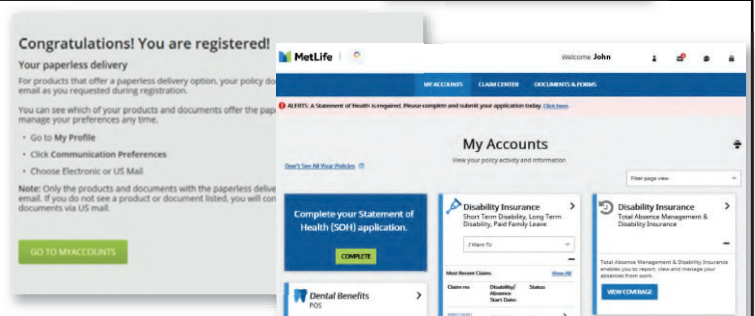 Congratulations! You are registered!
Your paperless delivery
For products that offer a paperless delivery option, your policy do
email as you requested during registration.
You can see which of your products and documents offer the pap
manage your preferences any time.
• Go to My Profile
• Click Communication Preferences
• Choose Electronic or US Mail
Note: Only the products and documents with the paperless delive
email. If you do not see a product or document listed, you will con
documents via US mail.
GO TO MYACCOUNTS
MetLife
Welcome John
MY ACCOUNTS CLAIM CENTER DOCUMENTS & FORMS
ALERTS: A Statement of Health is required. Please complete and submit your application today. Click here.
My Accounts
View your policy activity and information
Don't See All Your Policies
Filter page view
Complete your Statement of
Health (SOH) application.
COMPLETE
Dental Benefits
POS
Disability Insurance
Short Term Disability, Long Term
Disability, Paid Family
Leave
I Want To
Most Recent Claims View All
Claim no Disability/ Status
Absence
Start Date
Disability Insurance
Total Absence Management &
Disability Insurance
Total Absence Management & Disability Insurance
enables you to report, view and manage your
absences from work.
VIEW COVERAGE